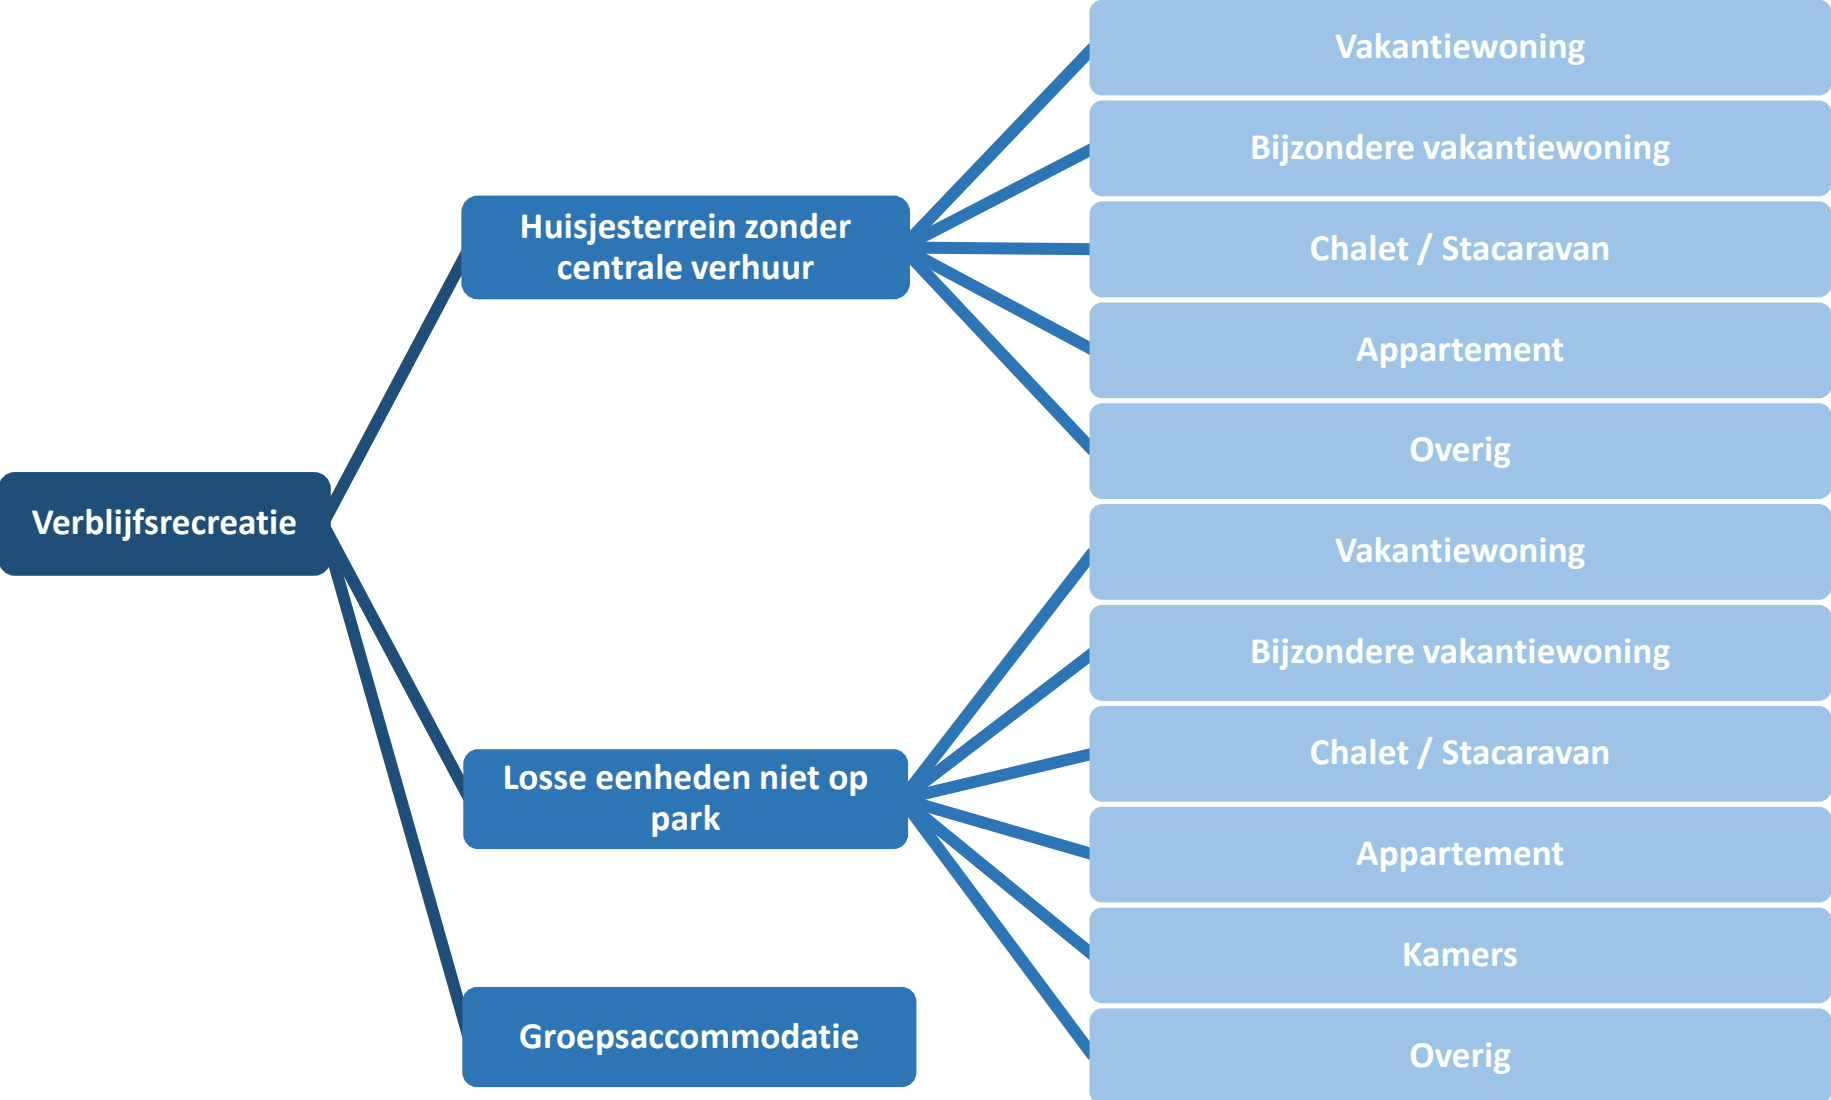 Verblijfsrecreatie
Huisjesterrein zonder
centrale verhuur
Vakantiewoning
Bijzondere vakantiewoning
Chalet / Stacaravan
Appartement
Overig
Losse eenheden niet op
park
Vakantiewoning
Bijzondere vakantiewoning
Chalet / Stacaravan
Appartement
Kamers
Overig
Groepsaccommodatie